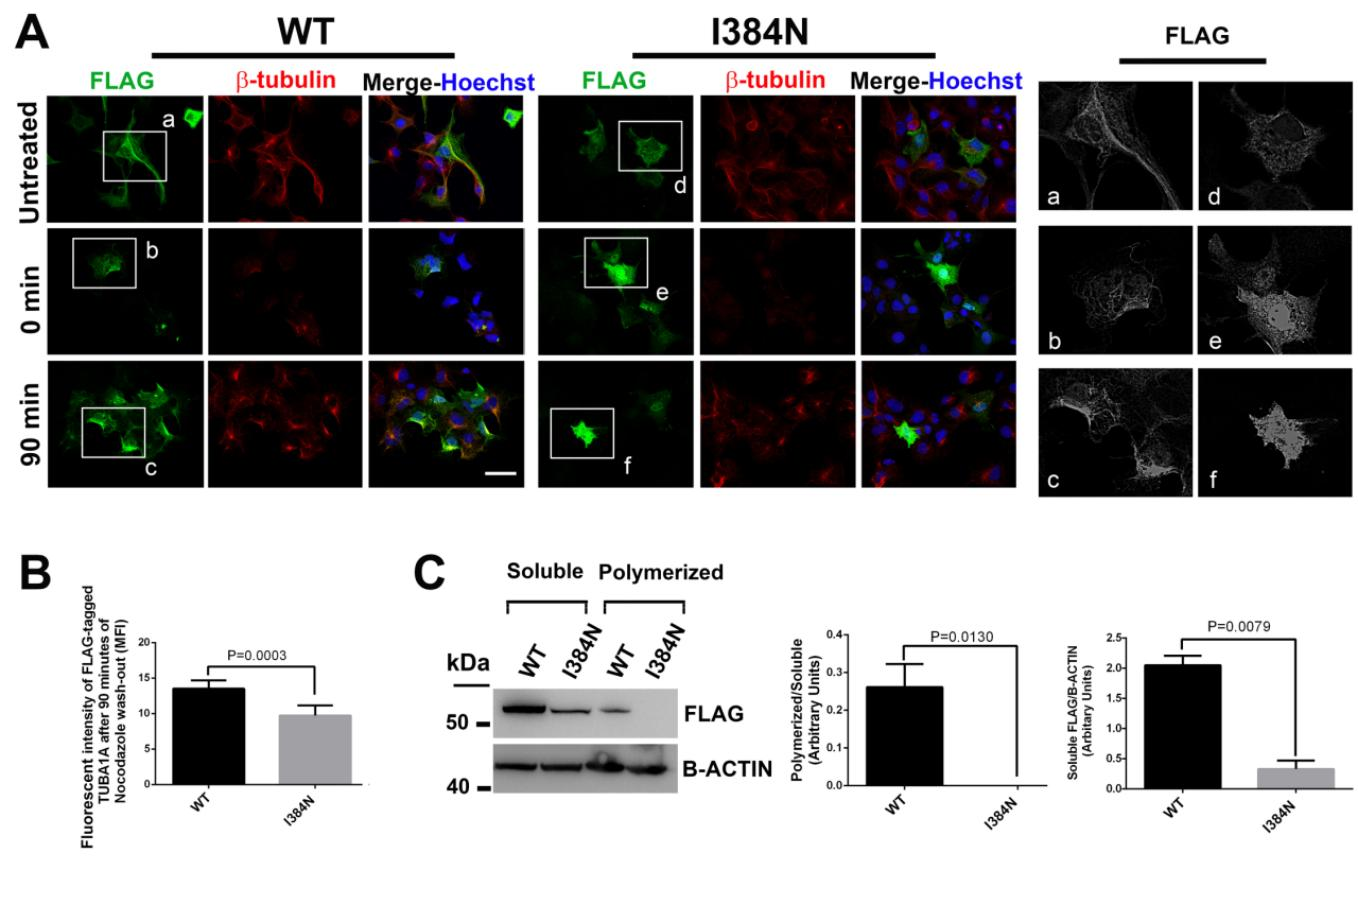 A
WT
I384N
FLAG
FLAG
β-tubulin
Merge-Hoechst
FLAG
β-tubulin
Merge-Hoechst
Untreated
a
d
a
d
0 min
b
e
b
e
90 min
c
f
c
f
B
Fluorescent intensity of FLAG-tagged
TUBA1A after 90 minutes of
Nocodazole wash-out (MFI)
20
15
10
5
0
P=0.0003
WT
I384N
C
Soluble
Polymerized
kDa
WT
I384N
WT
I384N
50
FLAG
40
B-ACTIN
Polymerized/Soluble
(Arbitrary Units)
0.4
0.3
0.2
0.1
0.0
P=0.0130
WT
I384N
Soluble FLAG/B-ACTIN
(Arbitary Units)
2.5
2.0
1.5
1.0
0.5
0.0
P=0.0079
WT
I384N